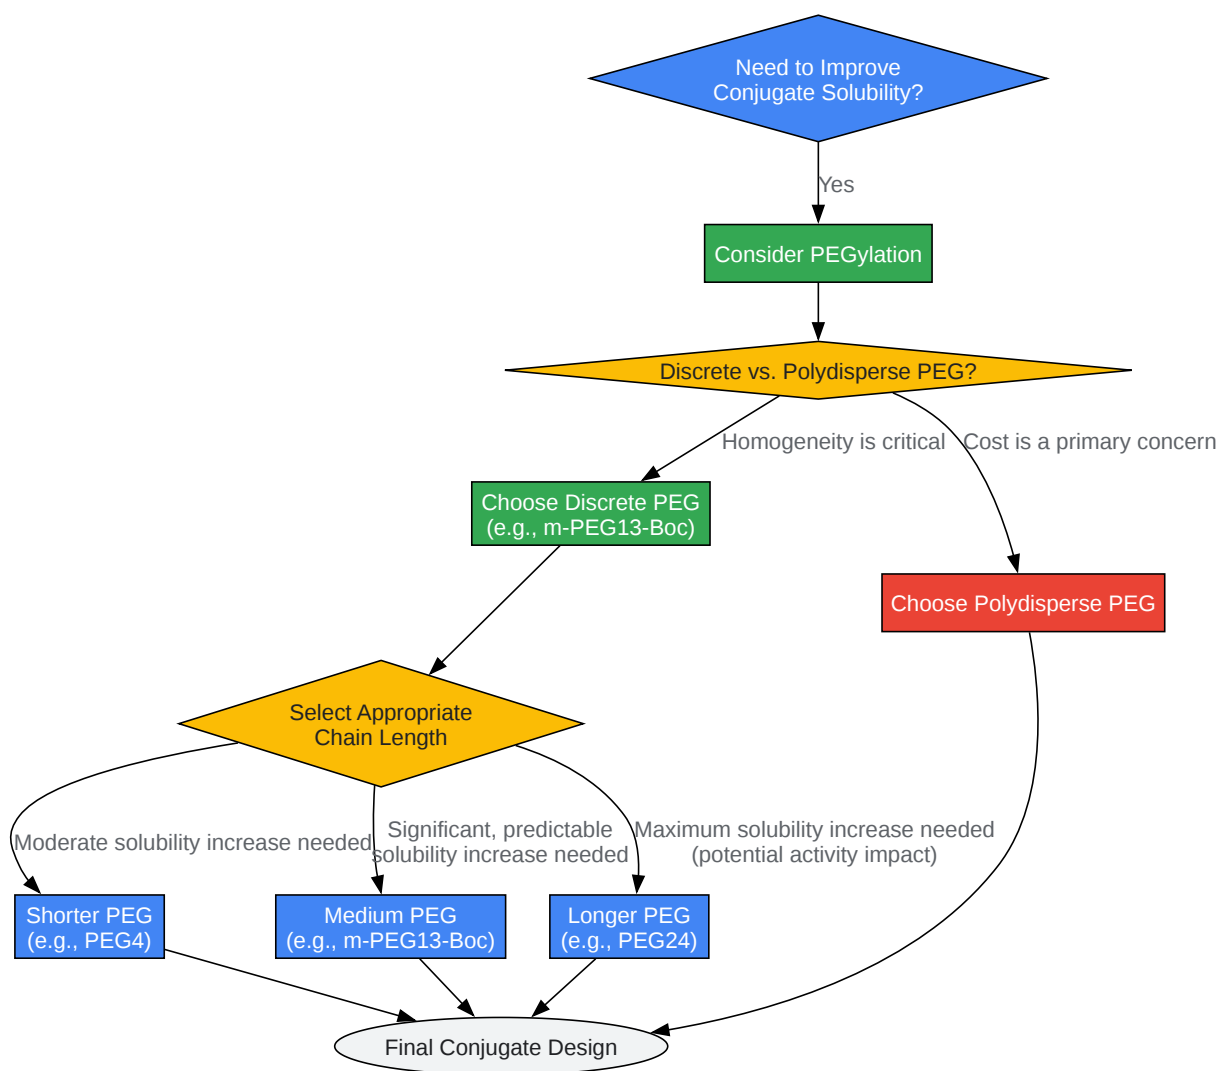 Need to Improve
Conjugate Solubility?
Yes
Consider PEGylation
Discrete vs. Polydisperse PEG?
Homogeneity is critical
Cost is a primary concern
Choose Discrete PEG
(e.g., m-PEG13-Boc)
Choose Polydisperse PEG
Select Appropriate
Chain Length
Moderate solubility increase needed
Significant, predictable
solubility increase needed
Maximum solubility increase needed
(potential activity impact)
Shorter PEG
(e.g., PEG4)
Medium PEG
(e.g., m-PEG13-Boc)
Longer PEG
(e.g., PEG24)
Final Conjugate Design